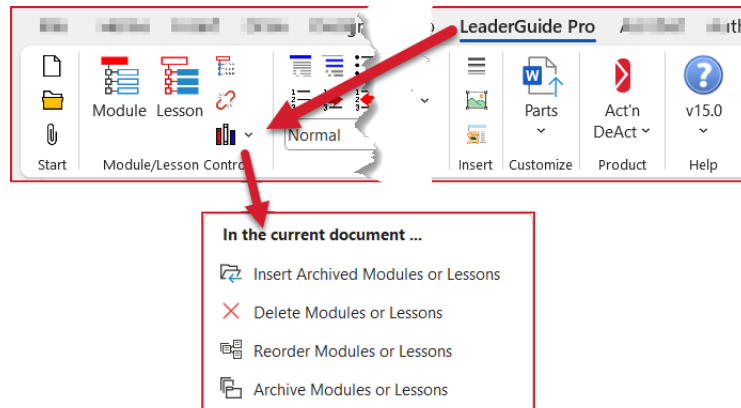 LeaderGuide Pro
Module Lesson
Parts
Act'n
DeAct
v15.0
Normal
Start
Module/Lesson Control
Insert
Customize
Product
Help
In the current document ...
Insert Archived Modules or Lessons
Delete Modules or Lessons
Reorder Modules or Lessons
Archive Modules or Lessons